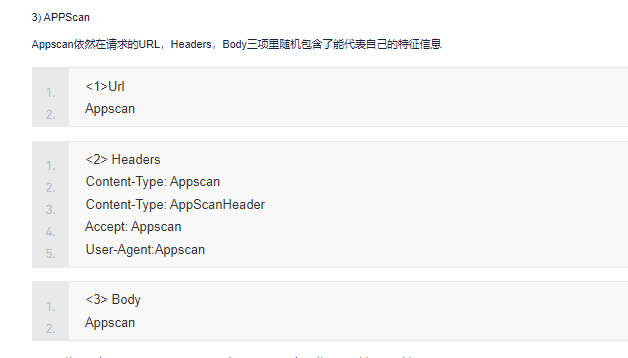 3) APPScan
Appscan依然在请求的URL，Headers，Body三项里随机包含了能代表自己的特征信息
1. <1>Url
2. Appscan
1. <2> Headers
2. Content-Type: Appscan
3. Content-Type: AppScanHeader
4. Accept: Appscan
5. User-Agent:Appscan
1. <3> Body
2. Appscan